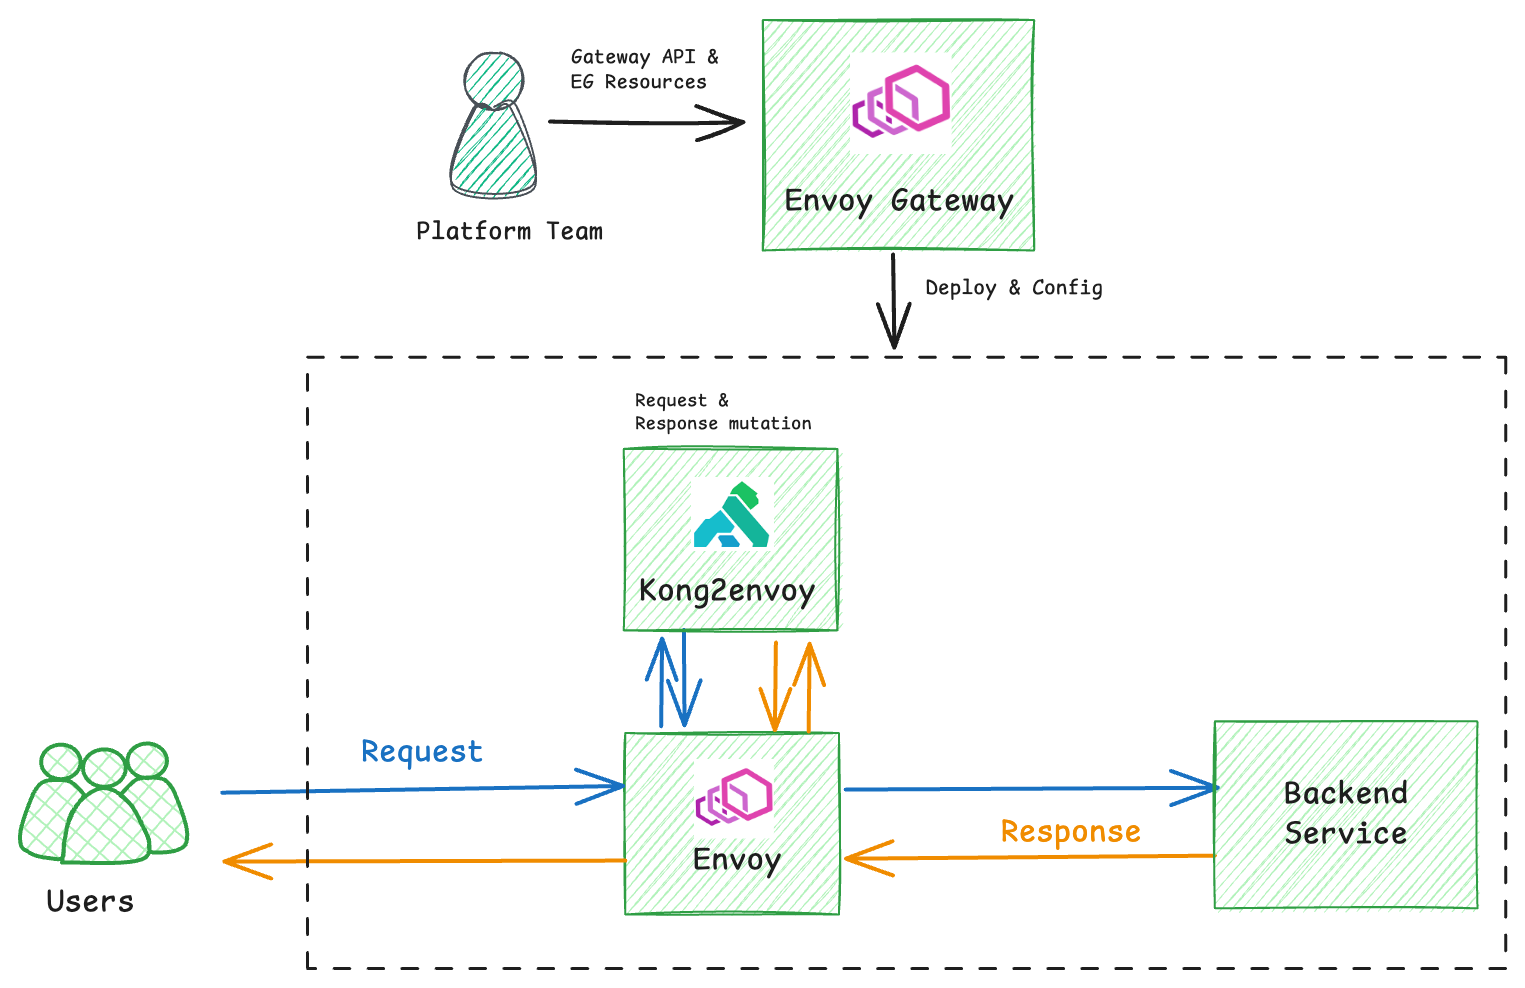 Gateway API &
EG Resources
Envoy Gateway
Platform Team
Deploy & Config
Request &
Response mutation
Kong2envoy
Request
Envoy
Response
Backend
Service
Users